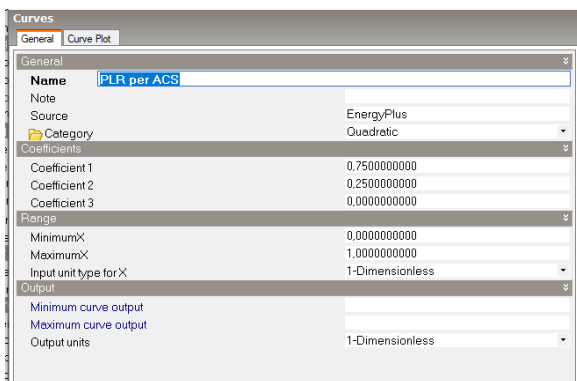 Curves
General Curve Plot
General
Name PLR per ACS
Note
Source EnergyPlus
Category Quadratic
Coefficients
Coefficient 1 0,7500000000
Coefficient 2 0,2500000000
Coefficient 3 0,0000000000
Range
MinimumX 0,0000000000
MaximumX 1,0000000000
Input unit type for X 1-Dimensionless
Output
Minimum curve output
Maximum curve output
Output units 1-Dimensionless